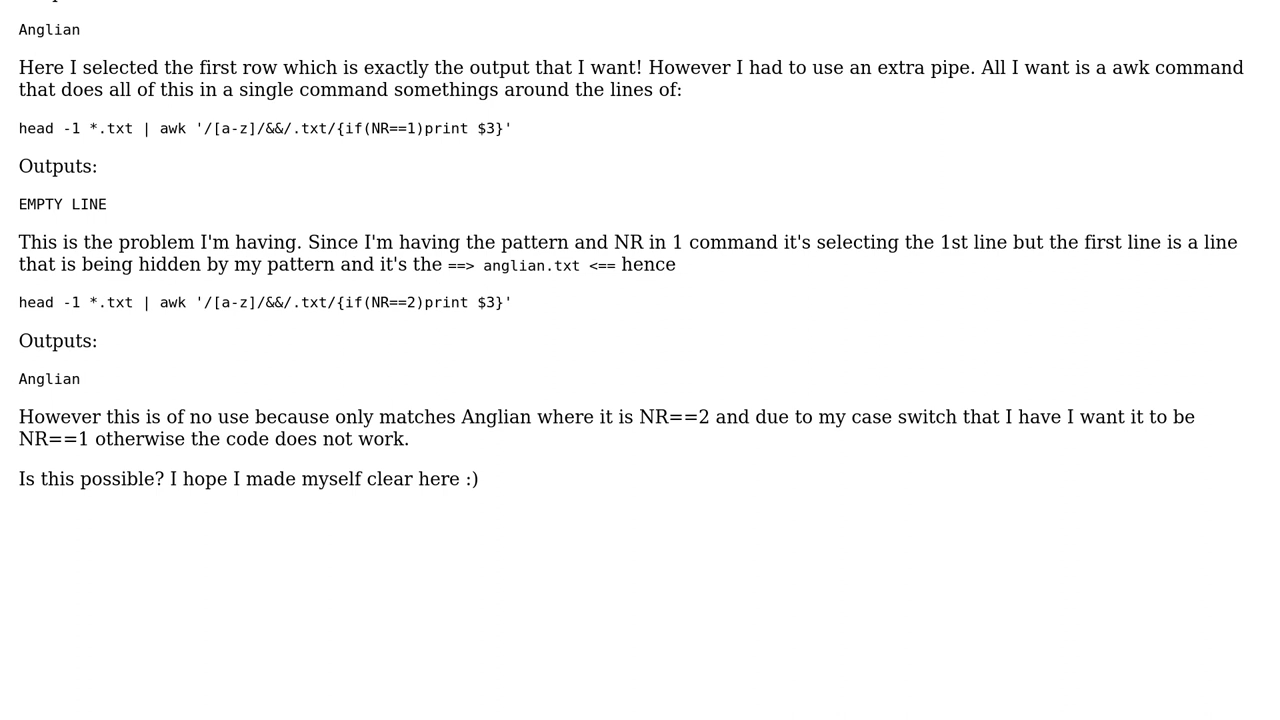 Anglian
Here I selected the first row which is exactly the output that I want! However I had to use an extra pipe. All I want is a awk command
that does all of this in a single command somethings around the lines of:
head -1 *.txt | awk '/[a-z]/&&/.txt/{if(NR==1)print $3}'
Outputs:
EMPTY LINE
This is the problem I'm having. Since I'm having the pattern and NR in 1 command it's selecting the 1st line but the first line is a line
that is being hidden by my pattern and it's the ==> anglian.txt <== hence
head -1 *.txt | awk '/[a-z]/&&/.txt/{if(NR==2)print $3}'
Outputs:
Anglian
However this is of no use because only matches Anglian where it is NR==2 and due to my case switch that I have I want it to be
NR==1 otherwise the code does not work.
Is this possible? I hope I made myself clear here :)